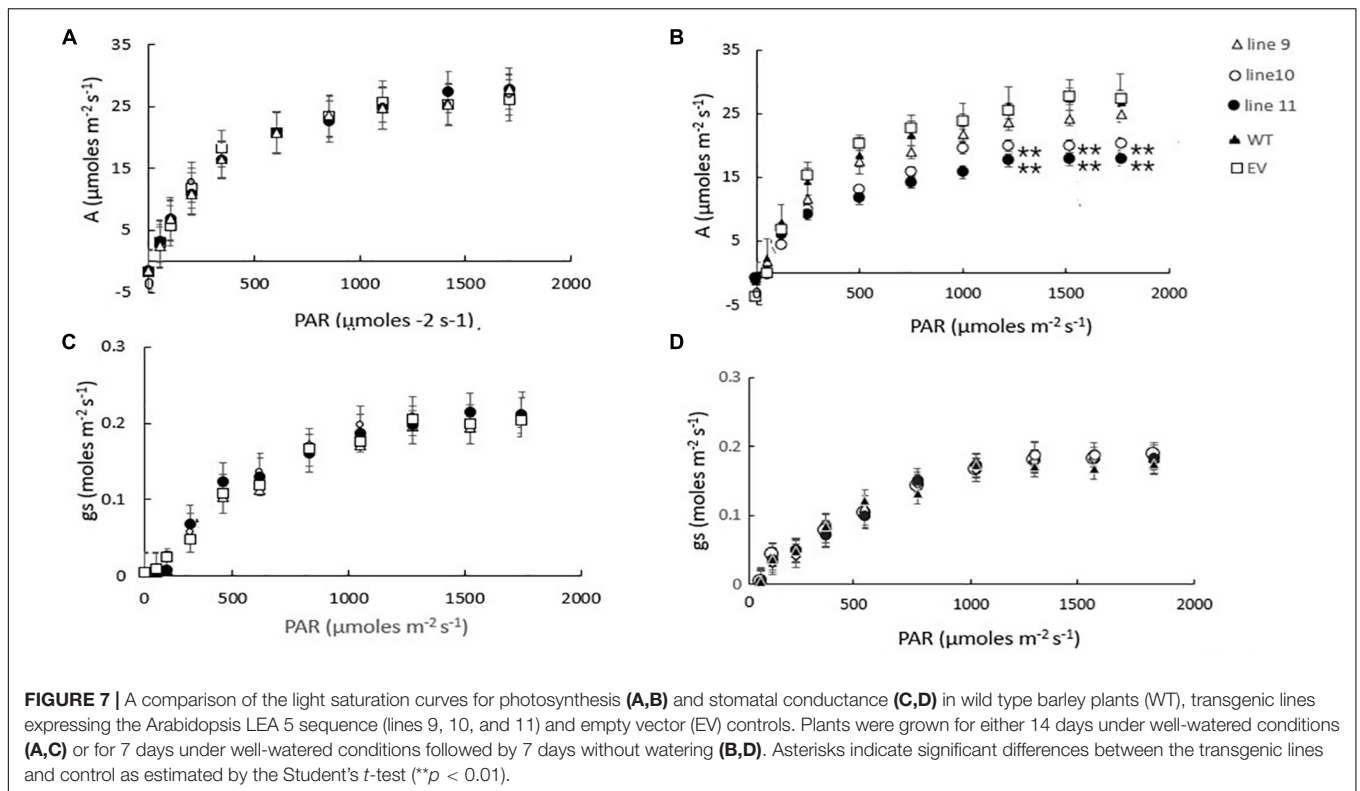 A
35
25
15
5
-5
A (µmoles m-2 s-1)
0
500
1000
1500
2000
PAR (µmoles -2 s-1)
B
35
25
15
5
-5
A (µmoles m-2 s-1)
0
500
1000
1500
2000
PAR (µmoles m-2 s-1)
** ** **
** ** **
line 9
line10
line 11
WT
EV
C
0.3
0.2
0.1
0
gs (moles m-2 s-1)
0
500
1000
1500
2000
PAR (µmoles m-2 s-1)
D
0.3
0.2
0.1
0
gs (moles m-2 s-1)
0
500
1000
1500
2000
PAR (µmoles m-2 s-1)
FIGURE 7 | A comparison of the light saturation curves for photosynthesis (A,B) and stomatal conductance (C,D) in wild type barley plants (WT), transgenic lines
expressing the Arabidopsis LEA 5 sequence (lines 9, 10, and 11) and empty vector (EV) controls. Plants were grown for either 14 days under well-watered conditions
(A,C) or for 7 days under well-watered conditions followed by 7 days without watering (B,D). Asterisks indicate significant differences between the transgenic lines
and control as estimated by the Student's t-test (**p < 0.01).